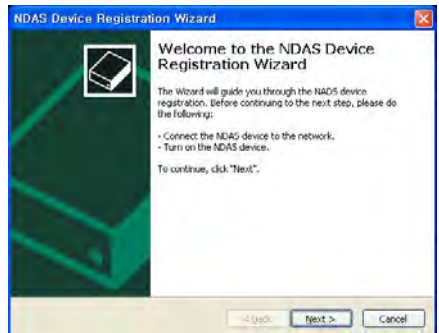 NDAS Device Registration Wizard
Welcome to the NDAS Device
Registration Wizard
The Wizard will guide you through the NADS device
registration. Before continuing to the next step, please do
the following:
- Connect the NDAS device to the network.
- Turn on the NDAS device.
To continue, click "Next".
< Back
Next >
Cancel